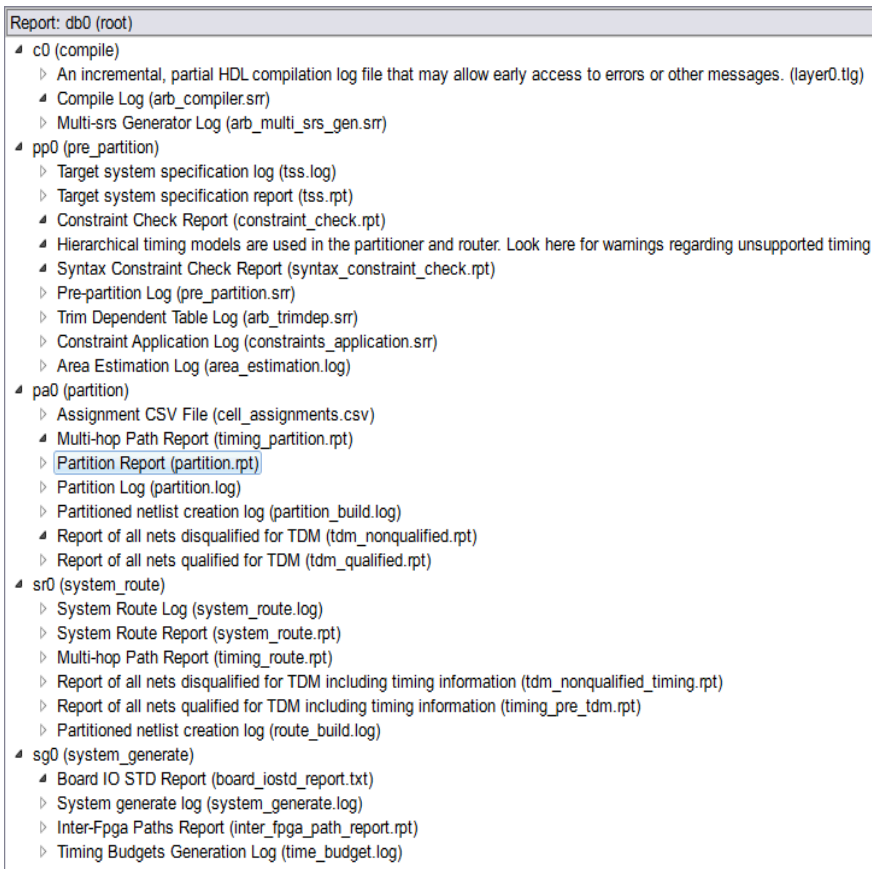 Report: db0 (root)
c0 (compile)
An incremental, partial HDL compilation log file that may allow early access to errors or other messages. (layer0.tlg)
Compile Log (arb_compiler.srr)
Multi-srs Generator Log (arb_multi_srs_gen.srr)
pp0 (pre_partition)
Target system specification log (tss.log)
Target system specification report (tss.rpt)
Constraint Check Report (constraint_check.rpt)
Hierarchical timing models are used in the partitioner and router. Look here for warnings regarding unsupported timing
Syntax Constraint Check Report (syntax_constraint_check.rpt)
Pre-partition Log (pre_partition.srr)
Trim Dependent Table Log (arb_trimdep.srr)
Constraint Application Log (constraints_application.srr)
Area Estimation Log (area_estimation.log)
pa0 (partition)
Assignment CSV File (cell_assignments.csv)
Multi-hop Path Report (timing_partition.rpt)
Partition Report (partition.rpt)
Partition Log (partition.log)
Partitioned netlist creation log (partition_build.log)
Report of all nets disqualified for TDM (tdm_nonqualified.rpt)
Report of all nets qualified for TDM (tdm_qualified.rpt)
sr0 (system_route)
System Route Log (system_route.log)
System Route Report (system_route.rpt)
Multi-hop Path Report (timing_route.rpt)
Report of all nets disqualified for TDM including timing information (tdm_nonqualified_timing.rpt)
Report of all nets qualified for TDM including timing information (timing_pre_tdm.rpt)
Partitioned netlist creation log (route_build.log)
sg0 (system_generate)
Board IO STD Report (board_iostd_report.txt)
System generate log (system_generate.log)
Inter-Fpga Paths Report (inter_fpga_path_report.rpt)
Timing Budgets Generation Log (time_budget.log)